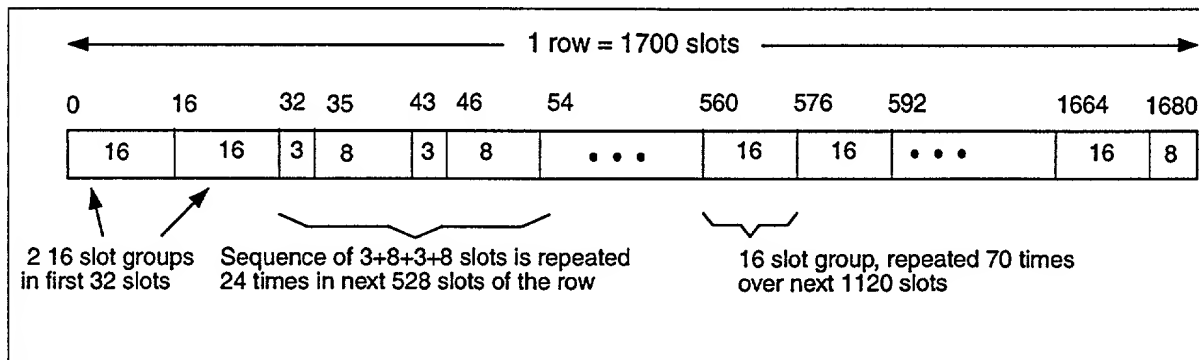 1 row = 1700 slots
0 16 32 35 43 46 54 560 576 592 1664 1680
16 16 3 8 3 8 • • • 16 16 • • • 16 8
2 16 slot groups
in first 32 slots
Sequence of 3+8+3+8 slots is repeated
24 times in next 528 slots of the row
16 slot group, repeated 70 times
over next 1120 slots